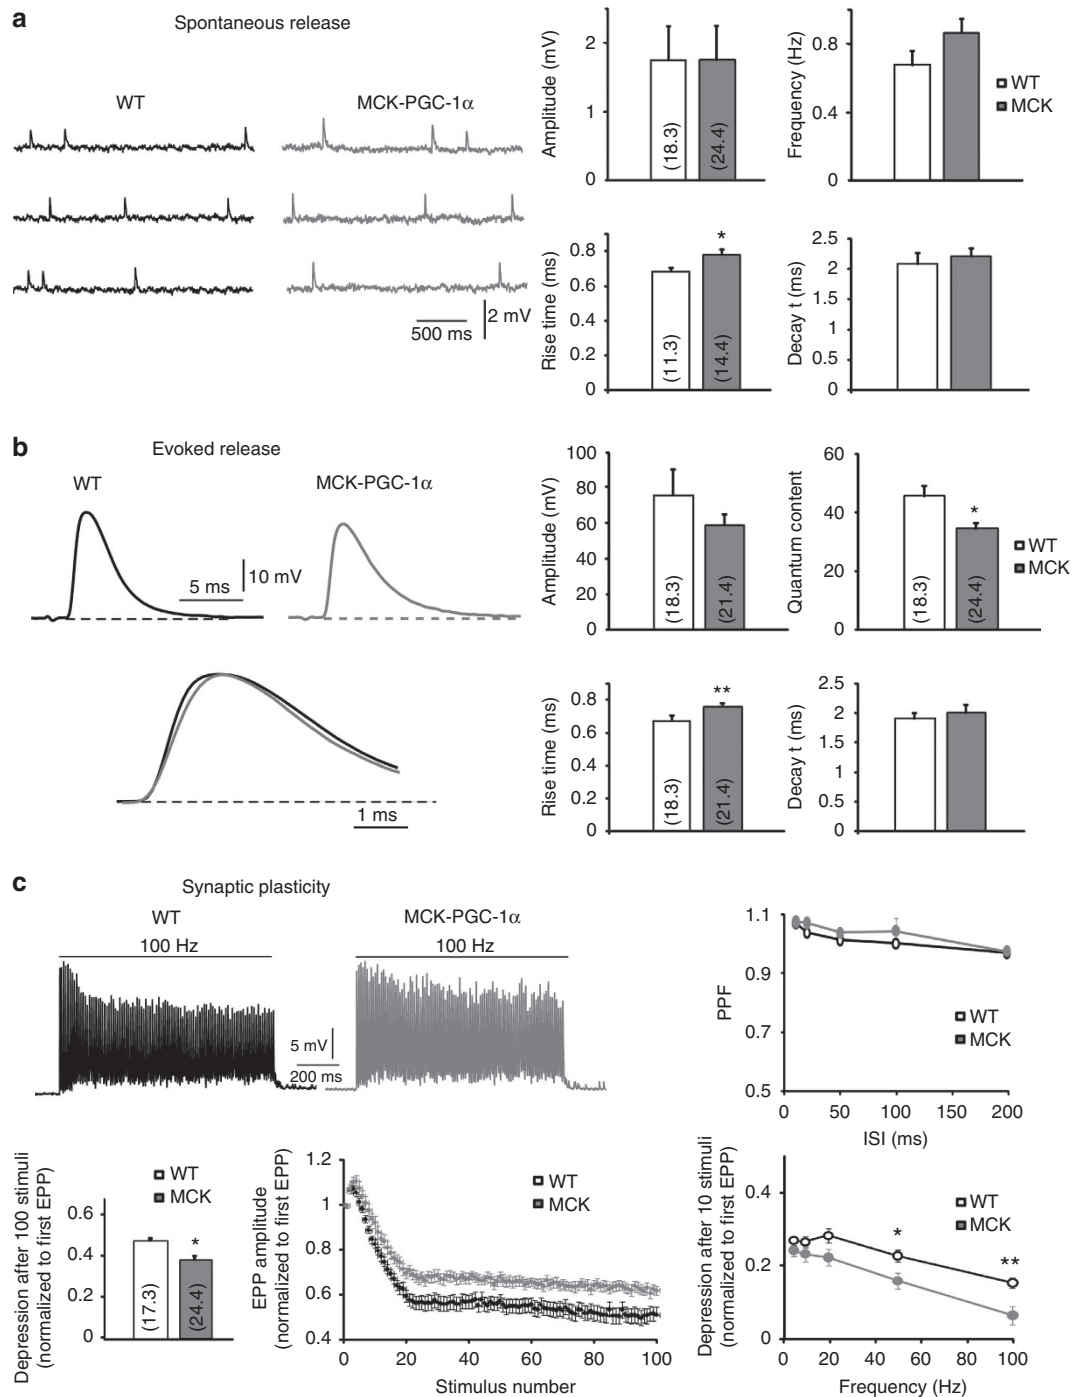 a
Spontaneous release
WT
MCK-PGC-1α
500 ms
2 mV
Amplitude (mV)
2
1
0
(18.3)
(24.4)
Frequency (Hz)
0.8
0.4
0
WT
MCK
Rise time (ms)
0.8
0.6
0.4
0.2
0
*
(11.3)
(14.4)
Decay t (ms)
2.5
2
1.5
1
0.5
0
b
Evoked release
WT
MCK-PGC-1α
5 ms
10 mV
1 ms
Amplitude (mV)
100
80
60
40
20
0
(18.3)
(21.4)
Quantum content
60
40
20
0
*
(18.3)
(24.4)
WT
MCK
Rise time (ms)
0.8
0.6
0.4
0.2
0
**
(18.3)
(21.4)
Decay t (ms)
2.5
2
1.5
1
0.5
0
c
Synaptic plasticity
WT
100 Hz
MCK-PGC-1α
100 Hz
5 mV
200 ms
PPF
1.1
0.9
0.7
0.5
WT
MCK
0 50 100 150 200
ISI (ms)
Depression after 100 stimuli
(normalized to first EPP)
WT
MCK
0.6
0.4
0.2
0
*
(17.3)
(24.4)
EPP amplitude
(normalized to first EPP)
1.2
1
0.8
0.6
0.4
WT
MCK
0 20 40 60 80 100
Stimulus number
Depression after 10 stimuli
(normalized to first EPP)
0.4
0.2
0
WT
MCK
*
**
0 20 40 60 80 100
Frequency (Hz)